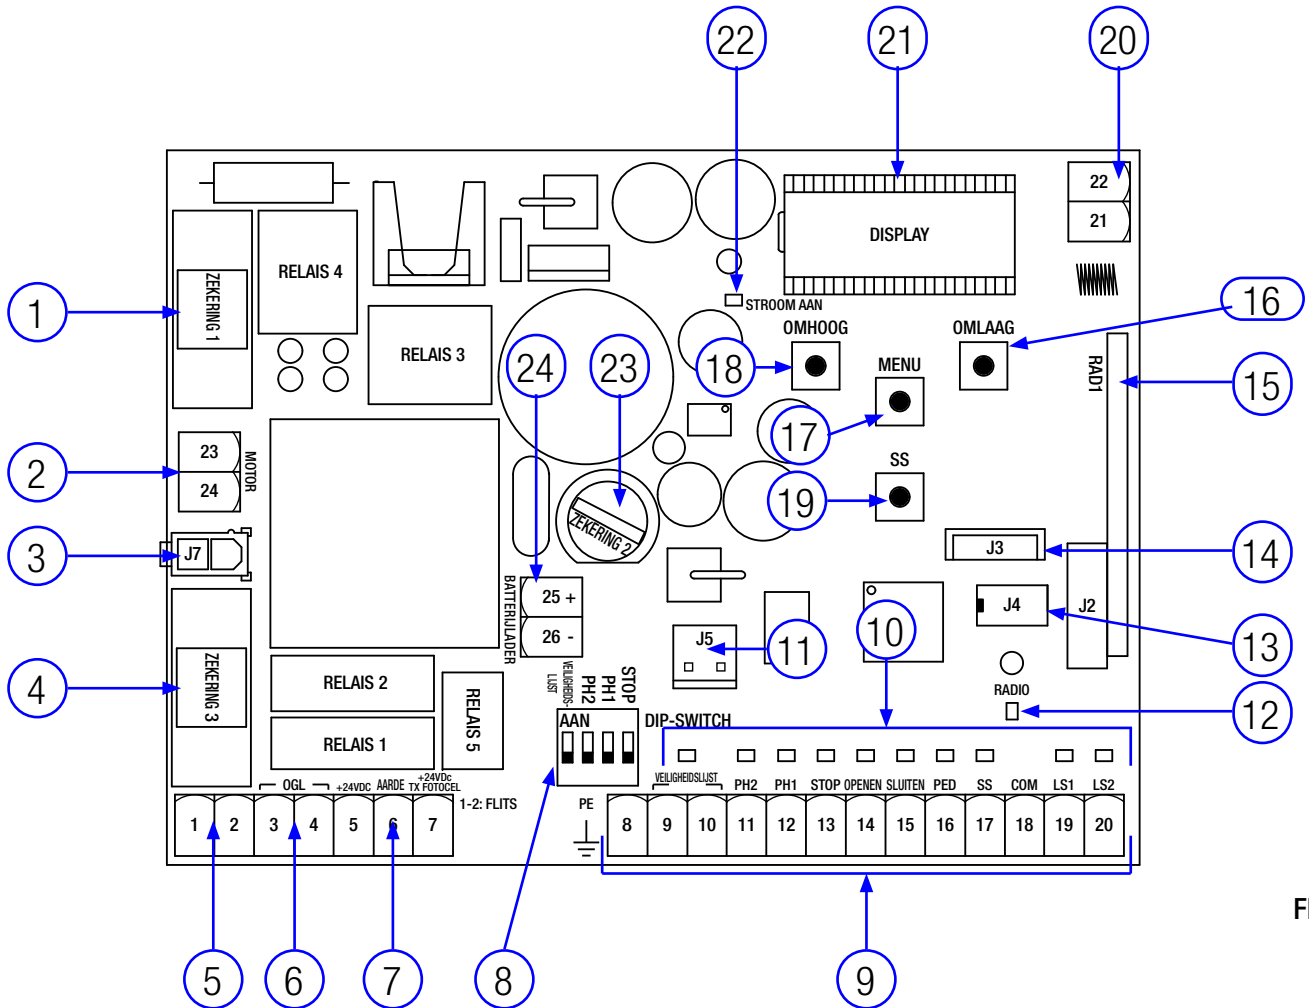 22
21
20
22
21
DISPLAY
ZEKERING 1
RELAIS 4
1
STROOM AAN
16
OMHOOG
OMLAAG
RELAIS 3
24
23
18
MENU
RAD1
15
17
23
24
MOTOR
2
SS
19
ZEKERING 2
3
J7
J3
14
BATTERIJLADER
25 +
26 -
J4
J2
10
J5
11
13
4
ZEKERING 3
RELAIS 2
VEILIGHEIDS-
LIJST
PH2
PH1
STOP
RADIO
12
RELAIS 1
RELAIS 5
AAN
DIP-SWITCH
OGL
+24VDC
AARDE
+24VDc
TX FOTOCEL
1-2: FLITS
PE
VEILIGHEIDSLIJST
PH2
PH1
STOP
OPENEN
SLUITEN
PED
SS
COM
LS1
LS2
1
2
3
4
5
6
7
8
9
10
11
12
13
14
15
16
17
18
19
20
5
6
7
8
9